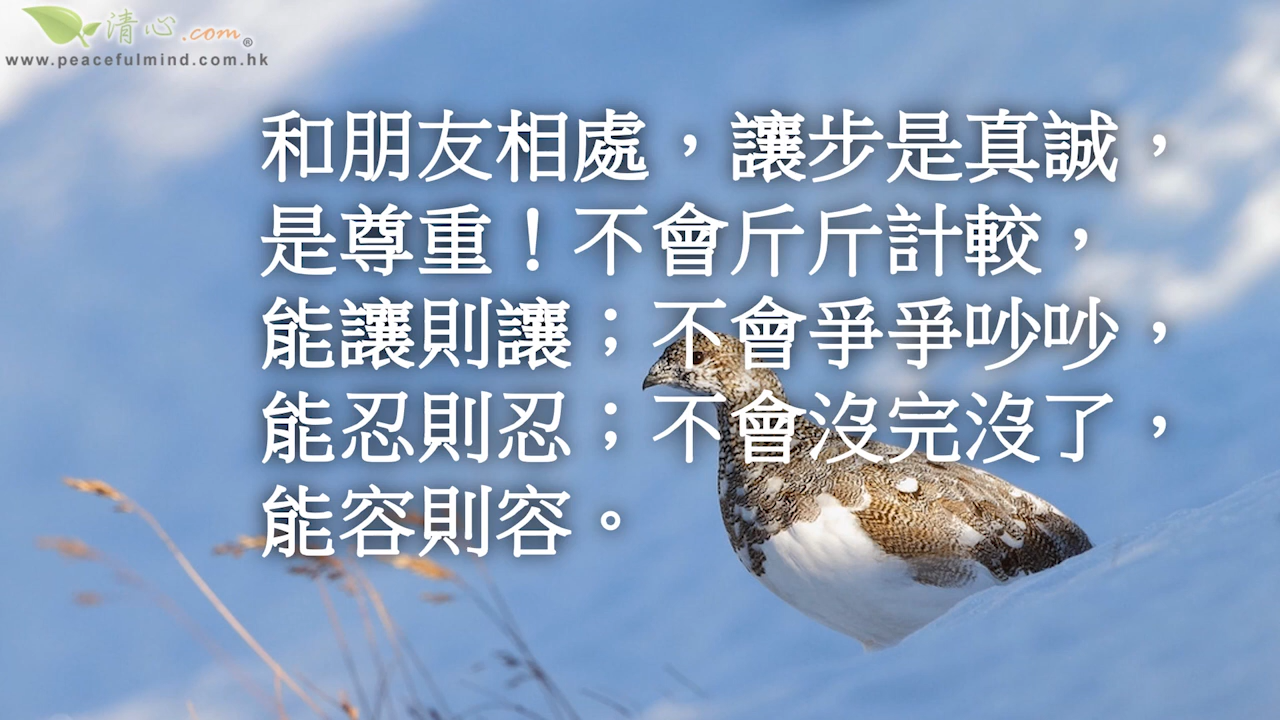 清心.com®
www.peacefulmind.com.hk
和朋友相處，讓步是真誠，
是尊重！不會斤斤計較，
能讓則讓；不會爭爭吵吵，
能忍則忍；不會沒完沒了，
能容則容。